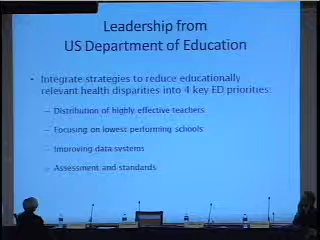 Leadership from
US Department of Education
• Integrate strategies to reduce educationally
relevant health disparities into 4 key ED priorities:
– Distribution of highly effective teachers
– Focusing on lowest performing schools
– Improving data systems
– Assessment and standards